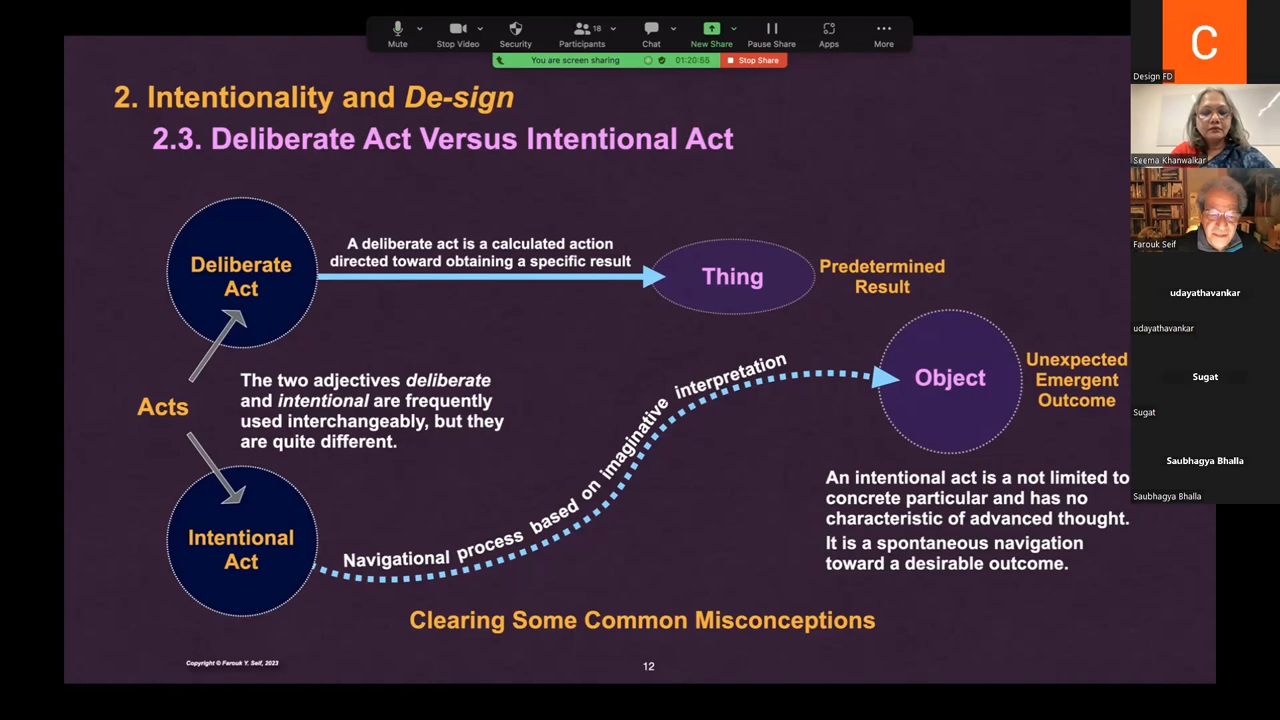 Mute
Stop Video
Security
18
Participants
Chat
New Share
Pause Share
Apps
More
You are screen sharing
01:20:55
Stop Share
C
Design FD
Seema Khanwalkar
Farouk Seif
udayathavankar
udayathavankar
Sugat
Sugat
Saubhagya Bhalla
Saubhagya Bhalla
2. Intentionality and De-sign
2.3. Deliberate Act Versus Intentional Act
Deliberate
Act
A deliberate act is a calculated action
directed toward obtaining a specific result
Thing
Predetermined
Result
Acts
The two adjectives deliberate
and intentional are frequently
used interchangeably, but they
are quite different.
Intentional
Act
Navigational process based on imaginative interpretation
Object
Unexpected
Emergent
Outcome
An intentional act is a not limited to
concrete particular and has no
characteristic of advanced thought.
It is a spontaneous navigation
toward a desirable outcome.
Clearing Some Common Misconceptions
Copyright © Farouk Y. Seif, 2023
12